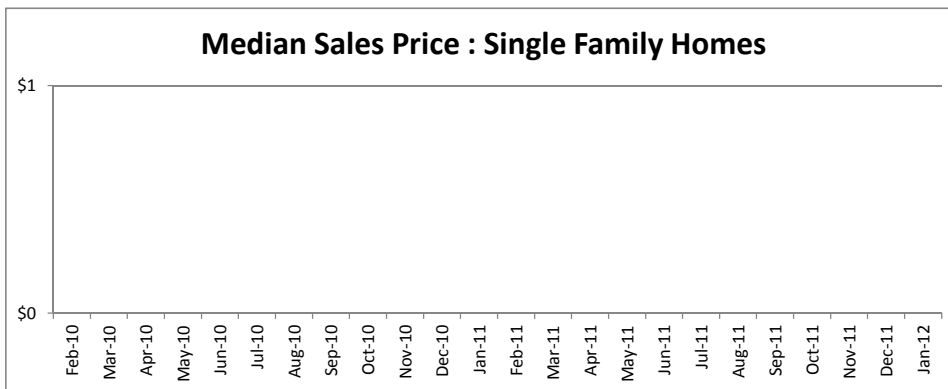 Median Sales Price : Single Family Homes
$1
$0
Feb-10
Mar-10
Apr-10
May-10
Jun-10
Jul-10
Aug-10
Sep-10
Oct-10
Nov-10
Dec-10
Jan-11
Feb-11
Mar-11
Apr-11
May-11
Jun-11
Jul-11
Aug-11
Sep-11
Oct-11
Nov-11
Dec-11
Jan-12